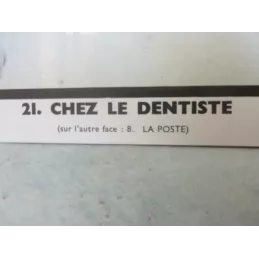 21. CHEZ LE DENTISTE
(sur l'autre face : 8. LA POSTE)